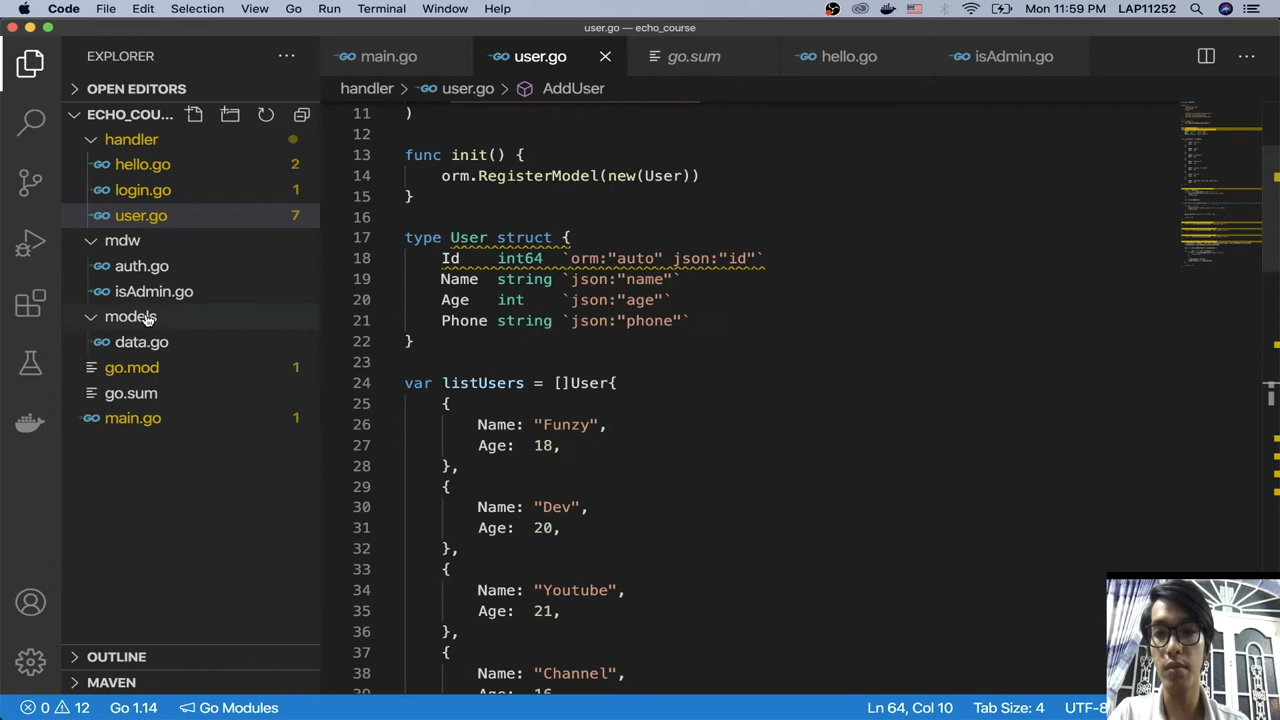 Code File Edit Selection View Go Run Terminal Window Help Mon 11:59 PM LAP11252
user.go — echo_course
EXPLORER
OPEN EDITORS
ECHO_COU...
handler
hello.go 2
login.go 1
user.go 7
mdw
auth.go
isAdmin.go
models
data.go
go.mod 1
go.sum
main.go 1
OUTLINE
MAVEN
main.go user.go go.sum hello.go isAdmin.go
handler > user.go > AddUser
11 )
12
13 func init() {
14 orm.RegisterModel(new(User))
15 }
16
17 type User struct {
18 Id int64 `orm:"auto" json:"id"`
19 Name string `json:"name"`
20 Age int `json:"age"`
21 Phone string `json:"phone"`
22 }
23
24 var listUsers = []User{
25 {
26 Name: "Funzy",
27 Age: 18,
28 },
29 {
30 Name: "Dev",
31 Age: 20,
32 },
33 {
34 Name: "Youtube",
35 Age: 21,
36 },
37 {
38 Name: "Channel",
39 Age: 16
0 12 Go 1.14 Go Modules Ln 64, Col 10 Tab Size: 4 UTF-8